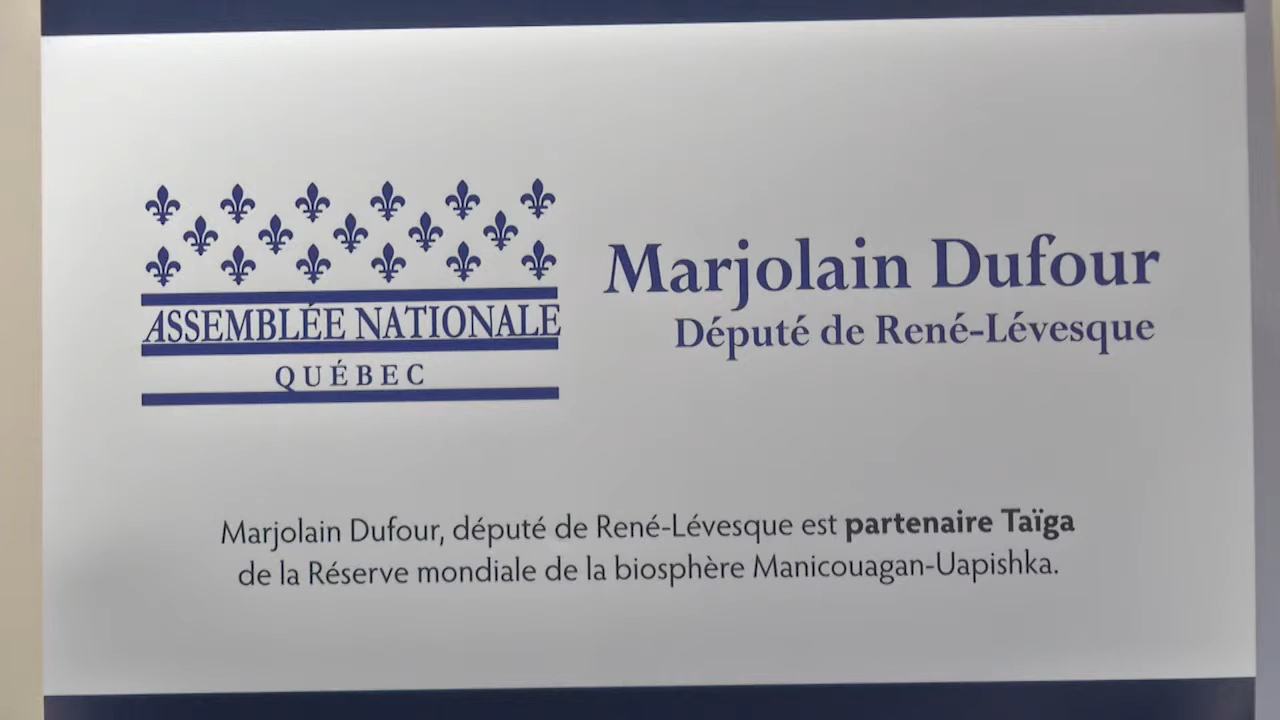 ASSEMBLÉE NATIONALE
QUÉBEC
Marjolain Dufour
Député de René-Lévesque
Marjolain Dufour, député de René-Lévesque est partenaire Taïga
de la Réserve mondiale de la biosphère Manicouagan-Uapishka.